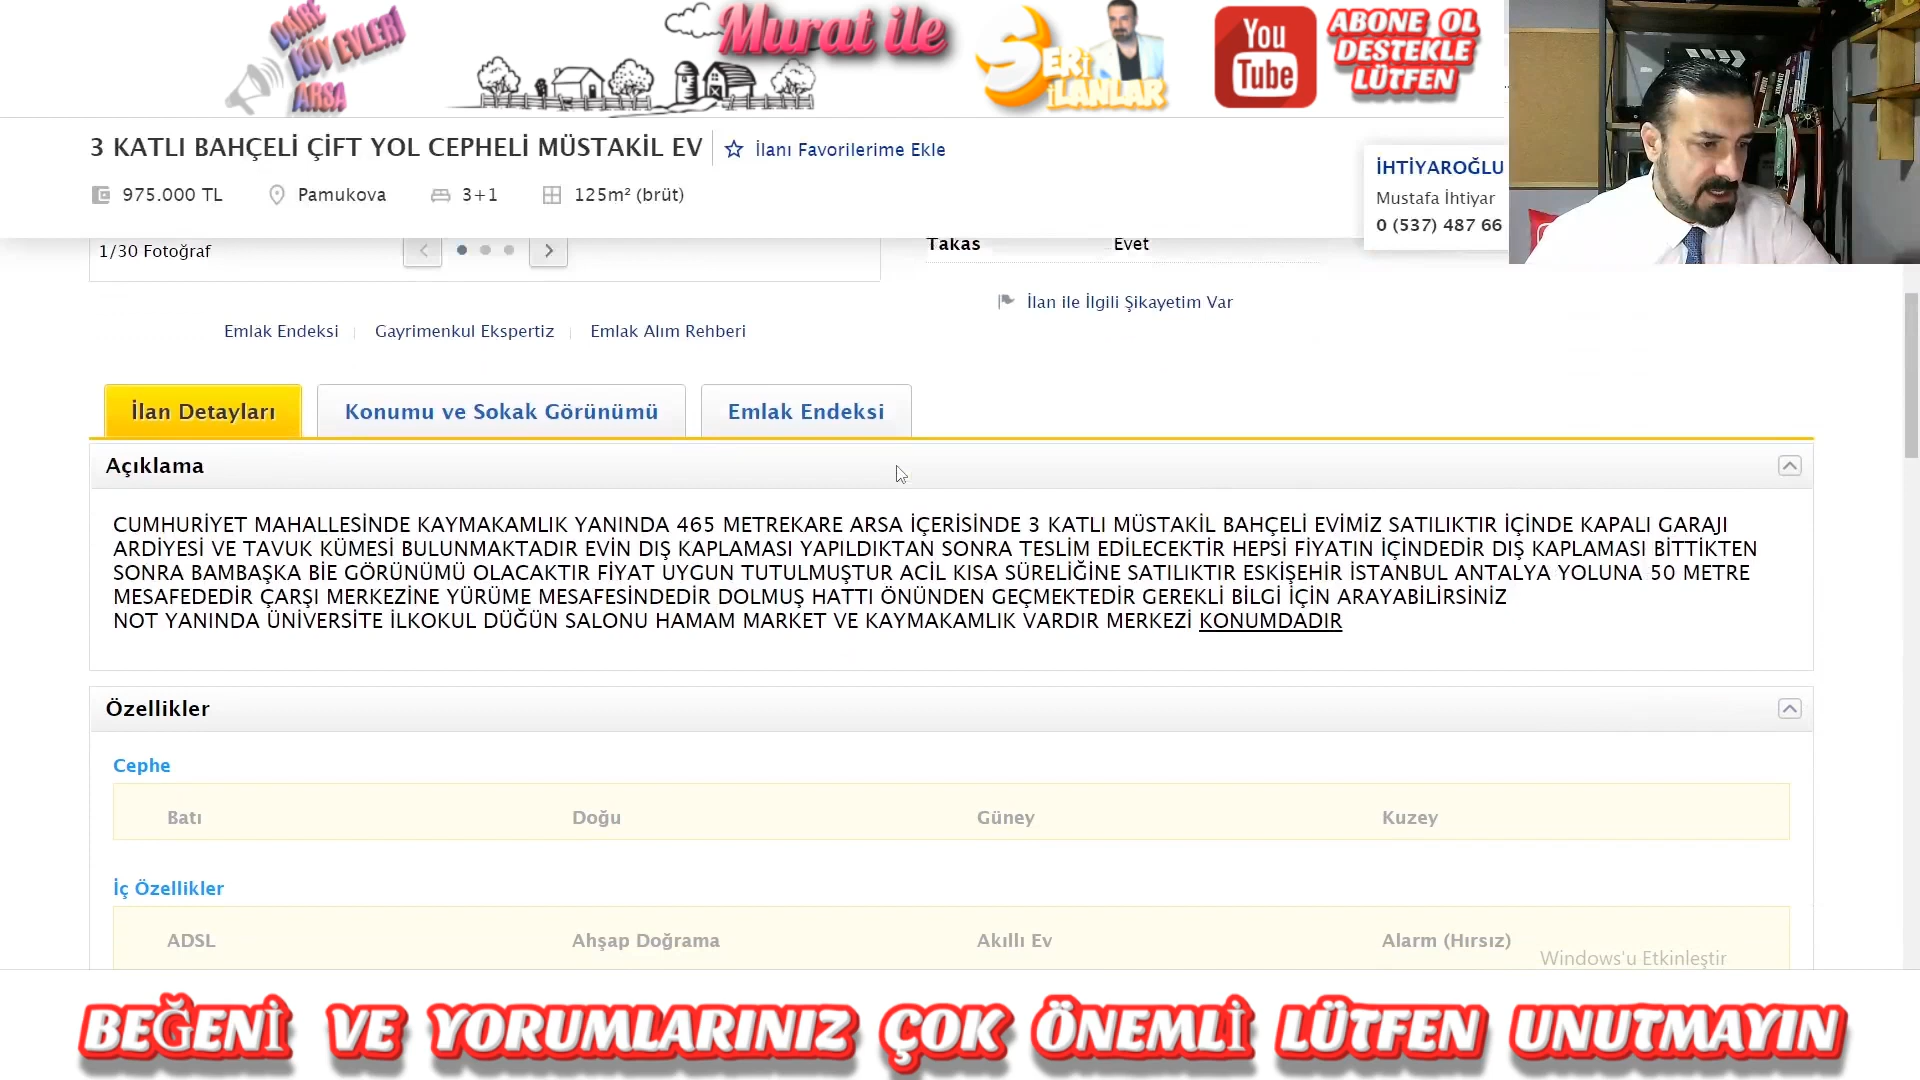 DAİRE
KÖY EVLERİ
ARSA
Murat ile
SERİ
İLANLAR
You
Tube
ABONE OL
DESTEKLE
LÜTFEN
3 KATLI BAHÇELİ ÇİFT YOL CEPHELİ MÜSTAKİL EV
İlanı Favorilerime Ekle
975.000 TL
Pamukova
3+1
125m² (brüt)
İHTİYAROĞLU
Mustafa İhtiyar
0 (537) 487 66
1/30 Fotoğraf
Takas
Evet
İlan ile İlgili Şikayetim Var
Emlak Endeksi
Gayrimenkul Ekspertiz
Emlak Alım Rehberi
İlan Detayları
Konumu ve Sokak Görünümü
Emlak Endeksi
Açıklama
CUMHURİYET MAHALLESİNDE KAYMAKAMLIK YANINDA 465 METREKARE ARSA İÇERİSİNDE 3 KATLI MÜSTAKİL BAHÇELİ EVİMİZ SATILIKTIR İÇİNDE KAPALI GARAJI
ARDİYESİ VE TAVUK KÜMESİ BULUNMAKTADIR EVİN DIŞ KAPLAMASI YAPILDIKTAN SONRA TESLİM EDİLECEKTİR HEPSİ FİYATIN İÇİNDEDİR DIŞ KAPLAMASI BİTTİKTEN
SONRA BAMBAŞKA BİE GÖRÜNÜMÜ OLACAKTIR FİYAT UYGUN TUTULMUŞTUR ACİL KISA SÜRELİĞİNE SATILIKTIR ESKİŞEHİR İSTANBUL ANTALYA YOLUNA 50 METRE
MESAFEDEDİR ÇARŞI MERKEZİNE YÜRÜME MESAFESİNDEDİR DOLMUŞ HATTI ÖNÜNDEN GEÇMEKTEDİR GEREKLİ BİLGİ İÇİN ARAYABİLİRSİNİZ
NOT YANINDA ÜNİVERSİTE İLKOKUL DÜĞÜN SALONU HAMAM MARKET VE KAYMAKAMLIK VARDIR MERKEZİ KONUMDADIR
Özellikler
Cephe
Batı
Doğu
Güney
Kuzey
İç Özellikler
ADSL
Ahşap Doğrama
Akıllı Ev
Alarm (Hırsız)
Windows'u Etkinleştir
BEĞENİ VE YORUMLARINIZ ÇOK ÖNEMLİ LÜTFEN UNUTMAYIN